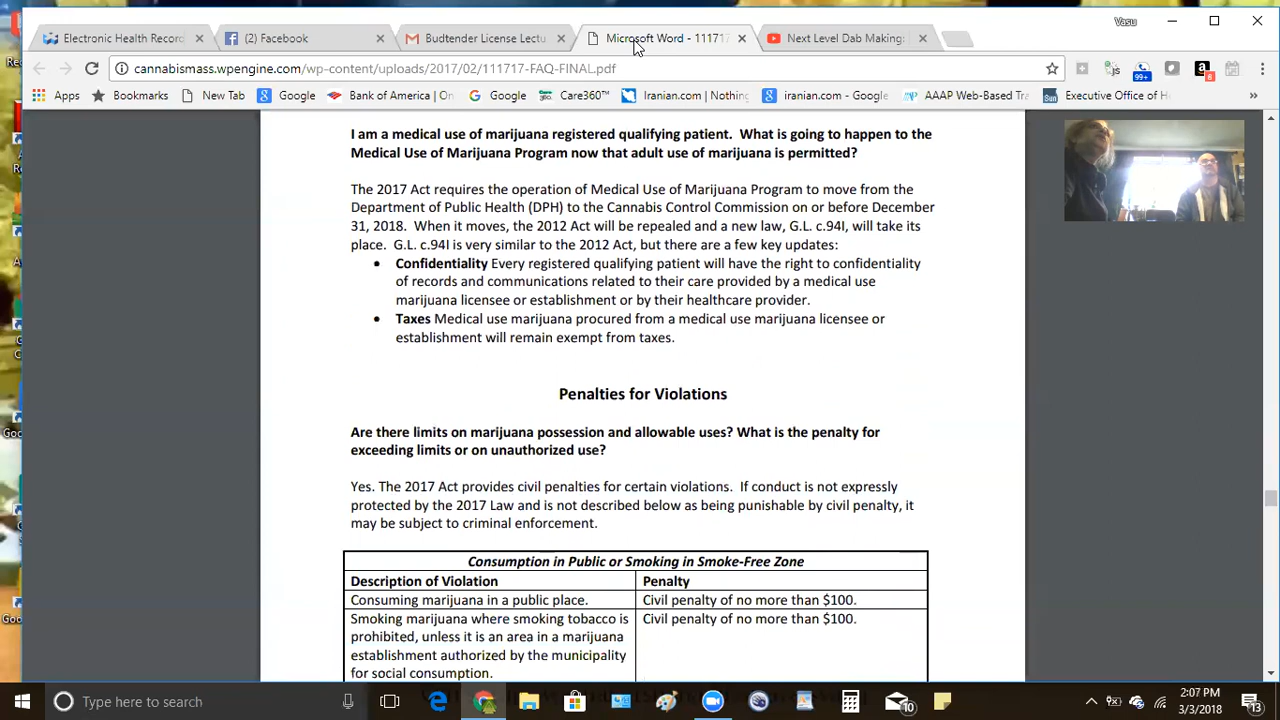 Vasu
Electronic Health Record
(2) Facebook
Budtender License Lectu
Microsoft Word - 111717
Next Level Dab Making:
cannabismass.wpengine.com/wp-content/uploads/2017/02/111717-FAQ-FINAL.pdf
99+
8
Apps
Bookmarks
New Tab
Google
Bank of America | On
Google
Care360™
Iranian.com | Nothing
iranian.com - Google
AAAP Web-Based Tra
Executive Office of He
»
I am a medical use of marijuana registered qualifying patient. What is going to happen to the
Medical Use of Marijuana Program now that adult use of marijuana is permitted?
The 2017 Act requires the operation of Medical Use of Marijuana Program to move from the
Department of Public Health (DPH) to the Cannabis Control Commission on or before December
31, 2018. When it moves, the 2012 Act will be repealed and a new law, G.L. c.94I, will take its
place. G.L. c.94I is very similar to the 2012 Act, but there are a few key updates:
• Confidentiality Every registered qualifying patient will have the right to confidentiality
of records and communications related to their care provided by a medical use
marijuana licensee or establishment or by their healthcare provider.
• Taxes Medical use marijuana procured from a medical use marijuana licensee or
establishment will remain exempt from taxes.
Penalties for Violations
Are there limits on marijuana possession and allowable uses? What is the penalty for
exceeding limits or on unauthorized use?
Yes. The 2017 Act provides civil penalties for certain violations. If conduct is not expressly
protected by the 2017 Law and is not described below as being punishable by civil penalty, it
may be subject to criminal enforcement.
Consumption in Public or Smoking in Smoke-Free Zone
Description of Violation Penalty
Consuming marijuana in a public place. Civil penalty of no more than $100.
Smoking marijuana where smoking tobacco is Civil penalty of no more than $100.
prohibited, unless it is an area in a marijuana
establishment authorized by the municipality
for social consumption.
Type here to search
10
2:07 PM
3/3/2018
13